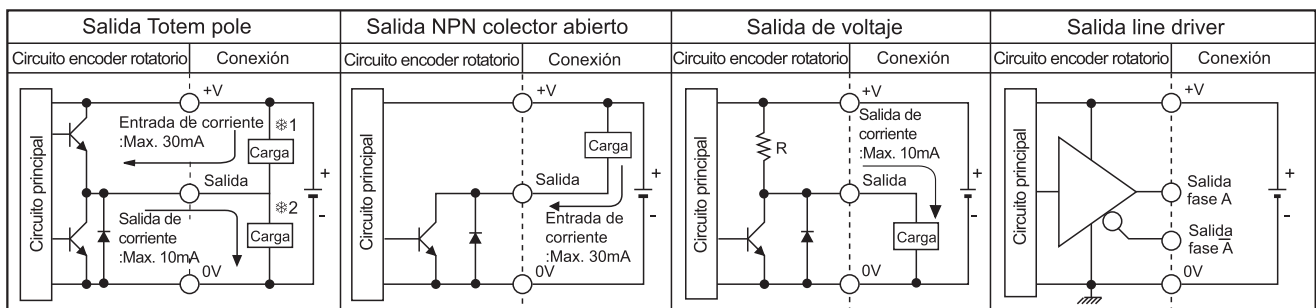 Salida Totem pole
Circuito encoder rotatorio
Conexión
Circuito principal
+V
Entrada de corriente
:Max. 30mA
❊1
Carga
Salida
❊2
Salida de
corriente
:Max. 10mA
Carga
0V
+
-
Salida NPN colector abierto
Circuito encoder rotatorio
Conexión
Circuito principal
+V
Carga
Salida
Entrada de
corriente
:Max. 30mA
0V
+
-
Salida de voltaje
Circuito encoder rotatorio
Conexión
Circuito principal
+V
R
Salida de
corriente
:Max. 10mA
Salida
Carga
0V
+
-
Salida line driver
Circuito encoder rotatorio
Conexión
Circuito principal
+V
Salida
fase A
Salida
fase A̅
0V
+
-